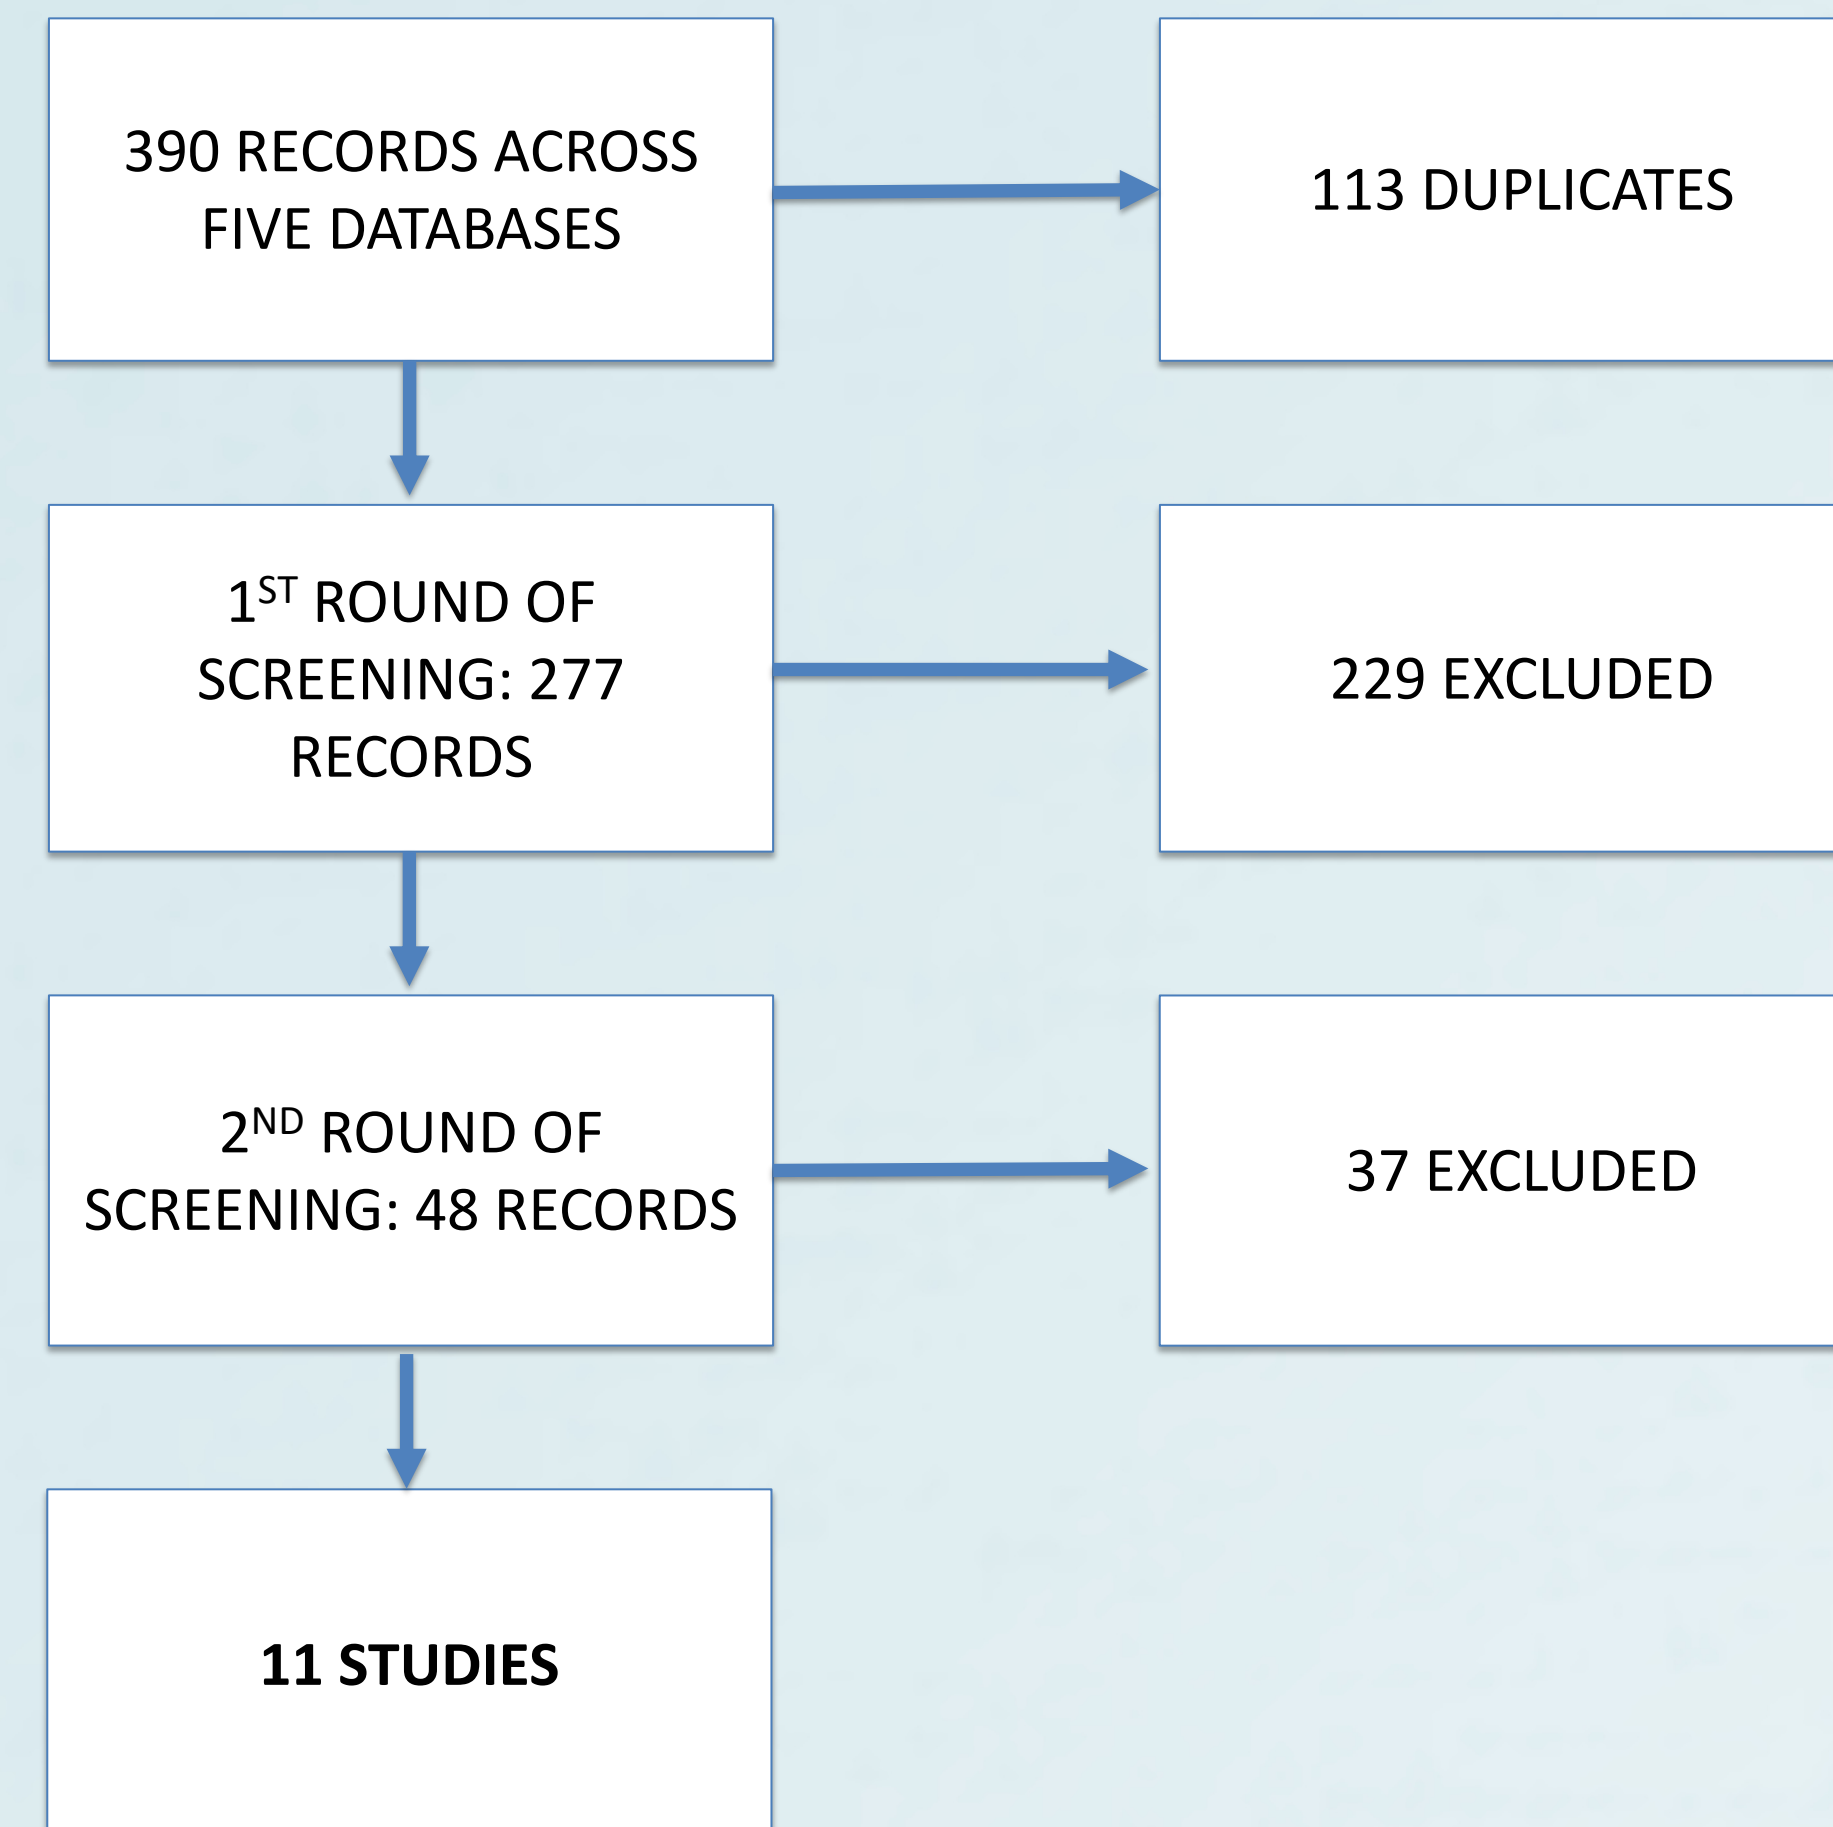 390 RECORDS ACROSS
FIVE DATABASES
113 DUPLICATES
1ST ROUND OF
SCREENING: 277
RECORDS
229 EXCLUDED
2ND ROUND OF
SCREENING: 48 RECORDS
37 EXCLUDED
11 STUDIES